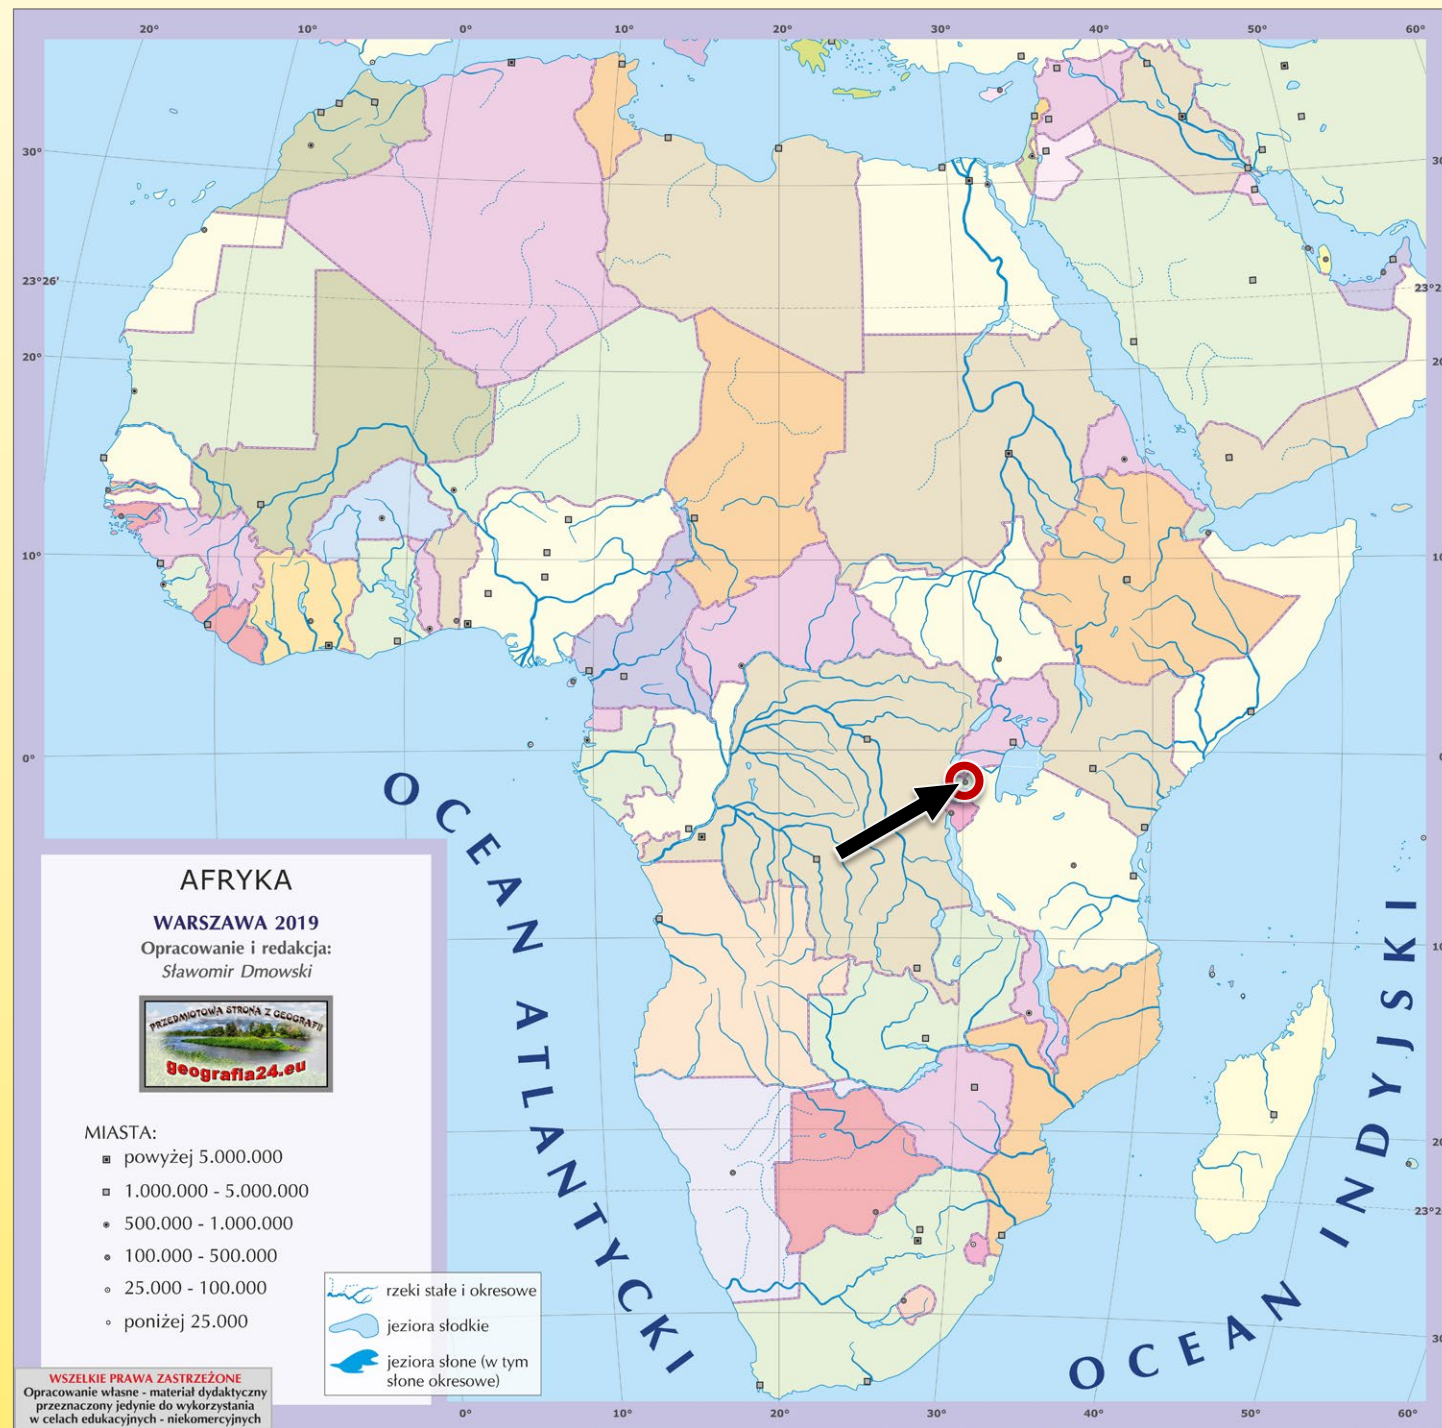 20° 10° 0° 10° 20° 30° 40° 50° 60°
30°
23°26'
20°
10°
0°
OCEAN ATLANTYCKI
OCEAN INDYJSKI
AFRYKA
WARSZAWA 2019
Opracowanie i redakcja:
Sławomir Dmowski
PRZEDMIOTOWA STRONA Z GEOGRAFII
geografia24.eu
MIASTA:
powyżej 5.000.000
1.000.000 - 5.000.000
500.000 - 1.000.000
100.000 - 500.000
25.000 - 100.000
poniżej 25.000
rzeki stałe i okresowe
jeziora słodkie
jeziora słone (w tym
słone okresowe)
WSZELKIE PRAWA ZASTRZEŻONE
Opracowanie własne - materiał dydaktyczny
przeznaczony jedynie do wykorzystania
w celach edukacyjnych - niekomercyjnych
0° 10° 20° 30° 40° 50° 60°